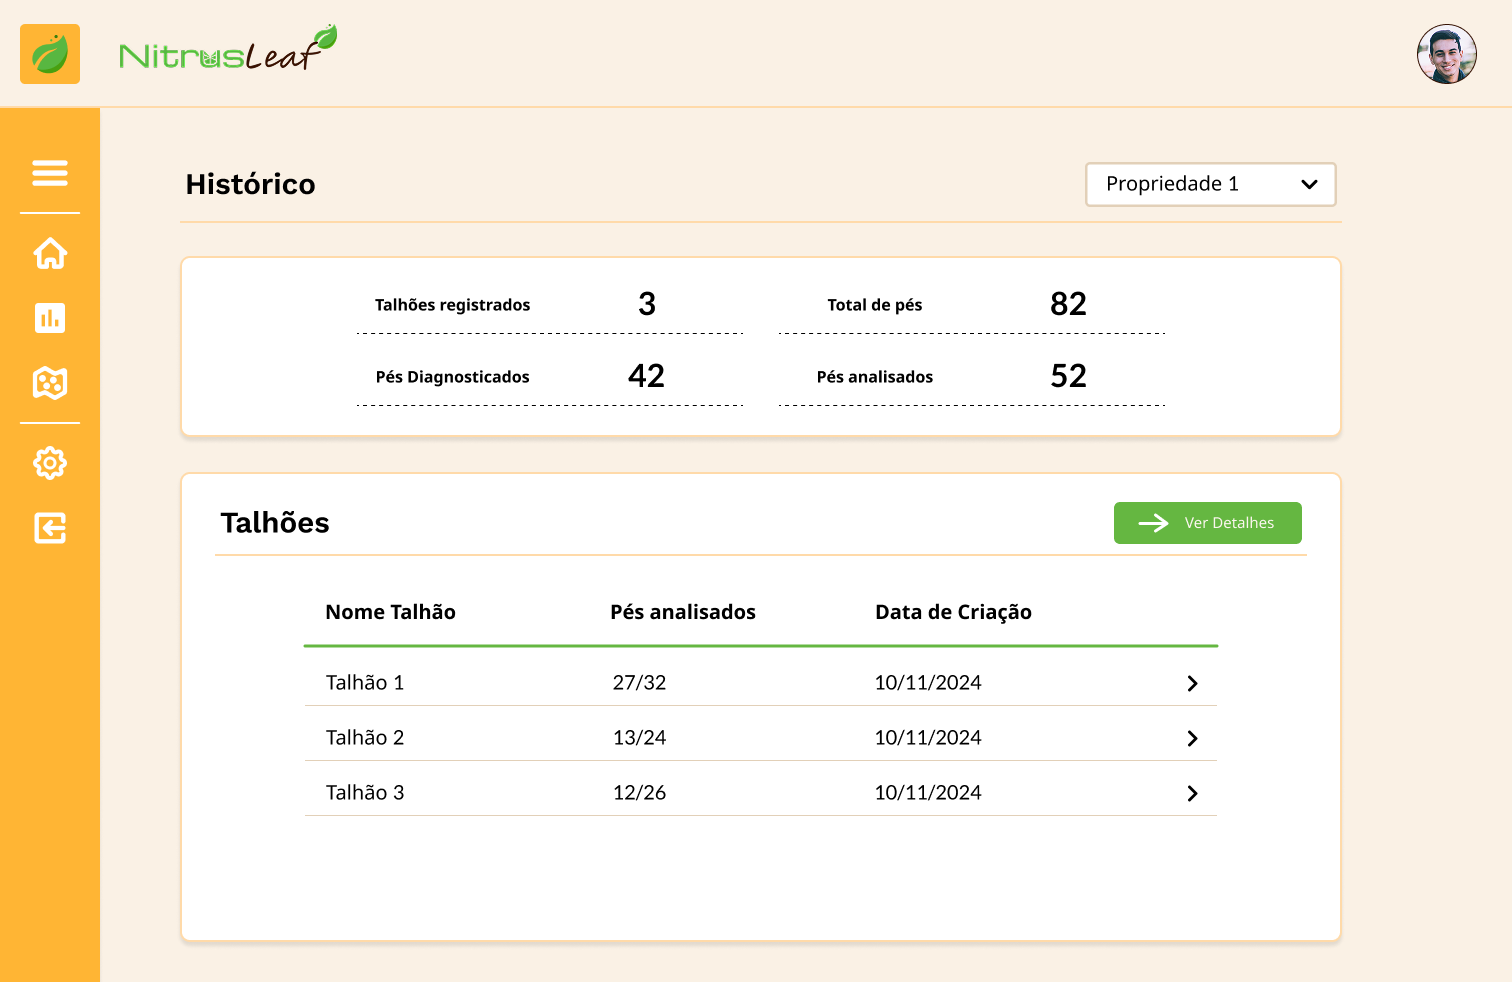 NitrusLeaf
Histórico
Propriedade 1
Talhões registrados 3 Total de pés 82
Pés Diagnosticados 42 Pés analisados 52
Talhões
Ver Detalhes
Nome Talhão Pés analisados Data de Criação
Talhão 1 27/32 10/11/2024
Talhão 2 13/24 10/11/2024
Talhão 3 12/26 10/11/2024